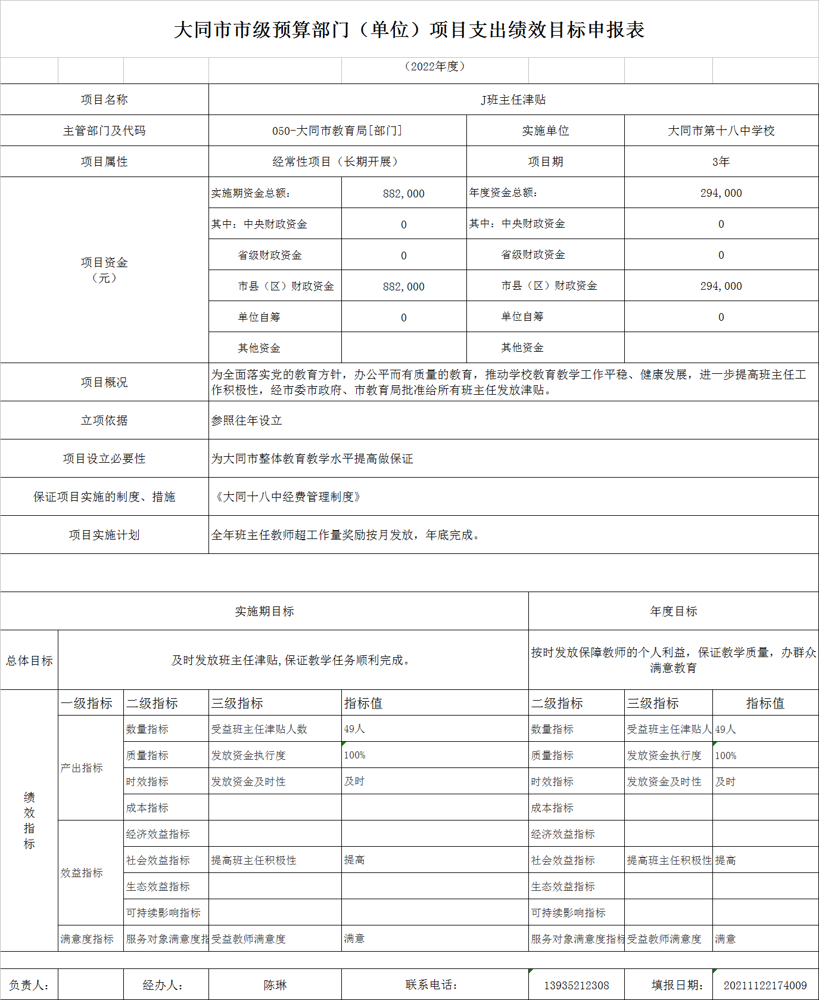 大同市市级预算部门（单位）项目支出绩效目标申报表
（2022年度）
项目名称 J班主任津贴
主管部门及代码 050-大同市教育局[部门] 实施单位 大同市第十八中学校
项目属性 经常性项目（长期开展） 项目期 3年
项目资金
（元）
实施期资金总额： 882,000 年度资金总额： 294,000
其中：中央财政资金 0 其中：中央财政资金 0
省级财政资金 0 省级财政资金 0
市县（区）财政资金 882,000 市县（区）财政资金 294,000
单位自筹 0 单位自筹 0
其他资金 其他资金
项目概况
为全面落实党的教育方针，办公平而有质量的教育，推动学校教育教学工作平稳、健康发展，进一步提高班主任工
作积极性，经市委市政府、市教育局批准给所有班主任发放津贴。
立项依据 参照往年设立
项目设立必要性 为大同市整体教育教学水平提高做保证
保证项目实施的制度、措施 《大同十八中经费管理制度》
项目实施计划 全年班主任教师超工作量奖励按月发放，年底完成。
实施期目标 年度目标
总体目标 及时发放班主任津贴,保证教学任务顺利完成。
按时发放保障教师的个人利益，保证教学质量，办群众
满意教育
绩
效
指
标
一级指标 二级指标 三级指标 指标值 二级指标 三级指标 指标值
产出指标
数量指标 受益班主任津贴人数 49人 数量指标 受益班主任津贴人 49人
质量指标 发放资金执行度 100% 质量指标 发放资金执行度 100%
时效指标 发放资金及时性 及时 时效指标 发放资金及时性 及时
成本指标 成本指标
效益指标
经济效益指标 经济效益指标
社会效益指标 提高班主任积极性 提高 社会效益指标 提高班主任积极性 提高
生态效益指标 生态效益指标
可持续影响指标 可持续影响指标
满意度指标 服务对象满意度指 受益教师满意度 满意 服务对象满意度指标 受益教师满意度 满意
负责人： 经办人： 陈琳 联系电话： 13935212308 填报日期： 20211122174009